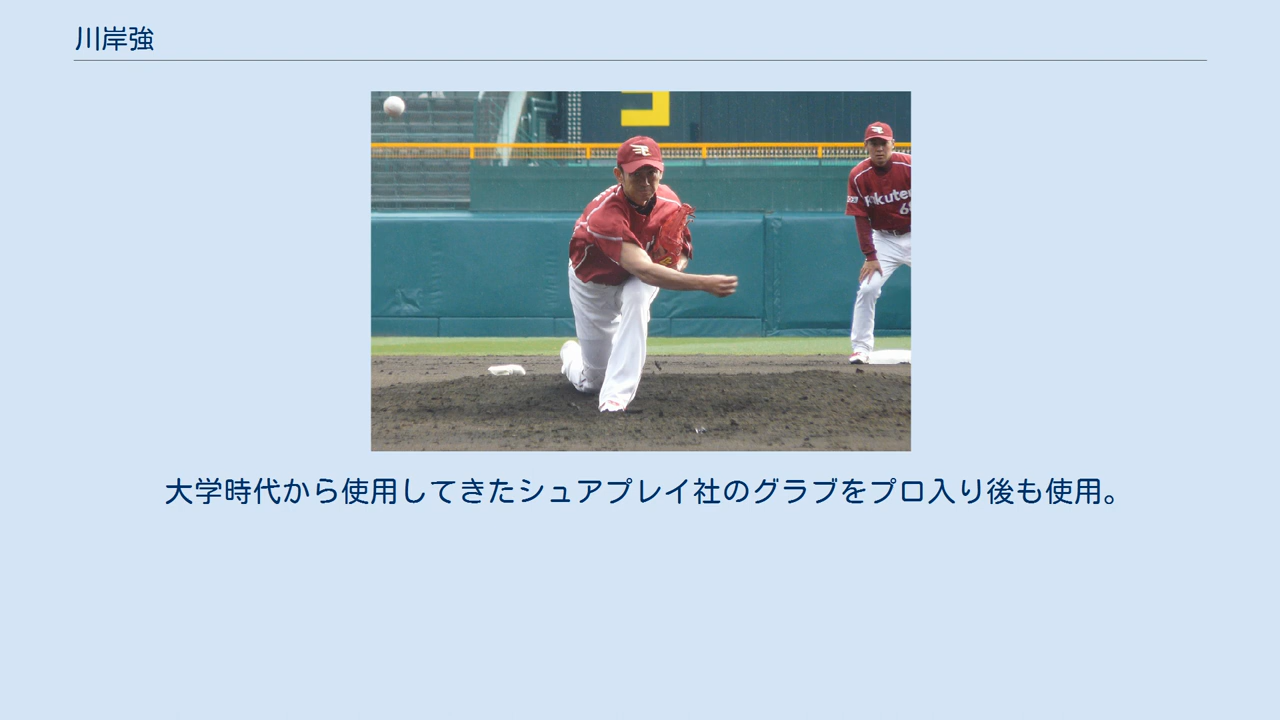 川岸強
Rakuten
大学時代から使用してきたシュアプレイ社のグラブをプロ入り後も使用。